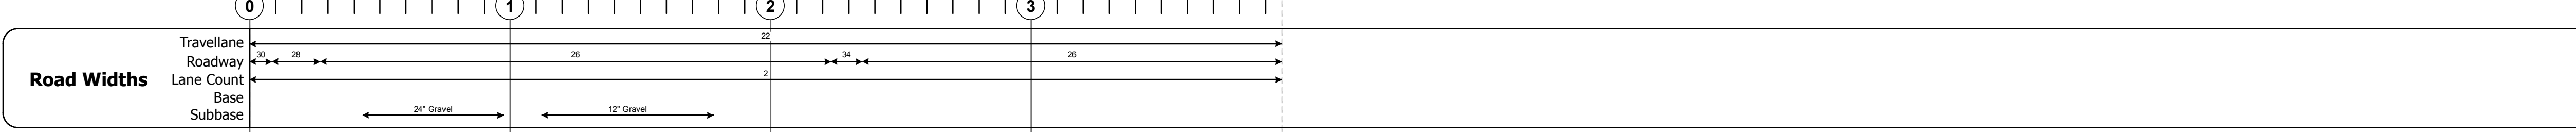 0 1 2 3
Travellane 22
Roadway 30 28 26 34 26
Road Widths
Lane Count 2
Base
Subbase 24" Gravel 12" Gravel